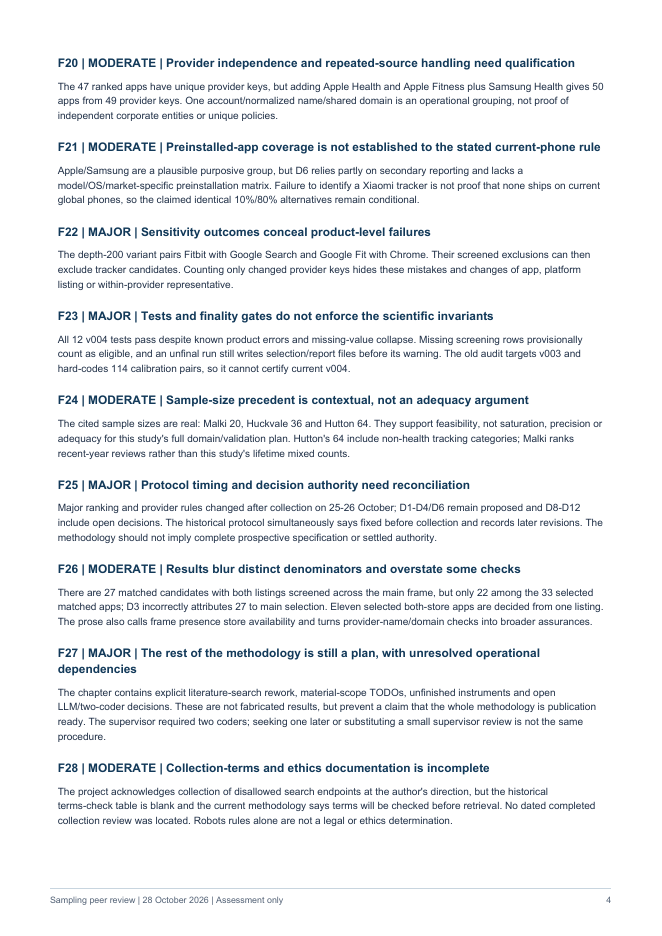 F20 | MODERATE | Provider independence and repeated-source handling need qualification
The 47 ranked apps have unique provider keys, but adding Apple Health and Apple Fitness plus Samsung Health gives 50
apps from 49 provider keys. One account/normalized name/shared domain is an operational grouping, not proof of
independent corporate entities or unique policies.
F21 | MODERATE | Preinstalled-app coverage is not established to the stated current-phone rule
Apple/Samsung are a plausible purposive group, but D6 relies partly on secondary reporting and lacks a
model/OS/market-specific preinstallation matrix. Failure to identify a Xiaomi tracker is not proof that none ships on current
global phones, so the claimed identical 10%/80% alternatives remain conditional.
F22 | MAJOR | Sensitivity outcomes conceal product-level failures
The depth-200 variant pairs Fitbit with Google Search and Google Fit with Chrome. Their screened exclusions can then
exclude tracker candidates. Counting only changed provider keys hides these mistakes and changes of app, platform
listing or within-provider representative.
F23 | MAJOR | Tests and finality gates do not enforce the scientific invariants
All 12 v004 tests pass despite known product errors and missing-value collapse. Missing screening rows provisionally
count as eligible, and an unfinal run still writes selection/report files before its warning. The old audit targets v003 and
hard-codes 114 calibration pairs, so it cannot certify current v004.
F24 | MAJOR | Sample-size precedent is contextual, not an adequacy argument
The cited sample sizes are real: Malki 20, Huckvale 36 and Hutton 64. They support feasibility, not saturation, precision or
adequacy for this study's full domain/validation plan. Hutton's 64 include non-health tracking categories; Malki ranks
recent-year reviews rather than this study's lifetime mixed counts.
F25 | MAJOR | Protocol timing and decision authority need reconciliation
Major ranking and provider rules changed after collection on 25-26 October; D1-D4/D6 remain proposed and D8-D12
include open decisions. The historical protocol simultaneously says fixed before collection and records later revisions. The
methodology should not imply complete prospective specification or settled authority.
F26 | MODERATE | Results blur distinct denominators and overstate some checks
There are 27 matched candidates with both listings screened across the main frame, but only 22 among the 33 selected
matched apps; D3 incorrectly attributes 27 to main selection. Eleven selected both-store apps are decided from one listing.
The prose also calls frame presence store availability and turns provider-name/domain checks into broader assurances.
F27 | MAJOR | The rest of the methodology is still a plan, with unresolved operational
dependencies
The chapter contains explicit literature-search rework, material-scope TODOs, unfinished instruments and open
LLM/two-coder decisions. These are not fabricated results, but prevent a claim that the whole methodology is publication
ready. The supervisor required two coders; seeking one later or substituting a small supervisor review is not the same
procedure.
F28 | MODERATE | Collection-terms and ethics documentation is incomplete
The project acknowledges collection of disallowed search endpoints at the author's direction, but the historical
terms-check table is blank and the current methodology says terms will be checked before retrieval. No dated completed
collection review was located. Robots rules alone are not a legal or ethics determination.
Sampling peer review | 28 October 2026 | Assessment only
4